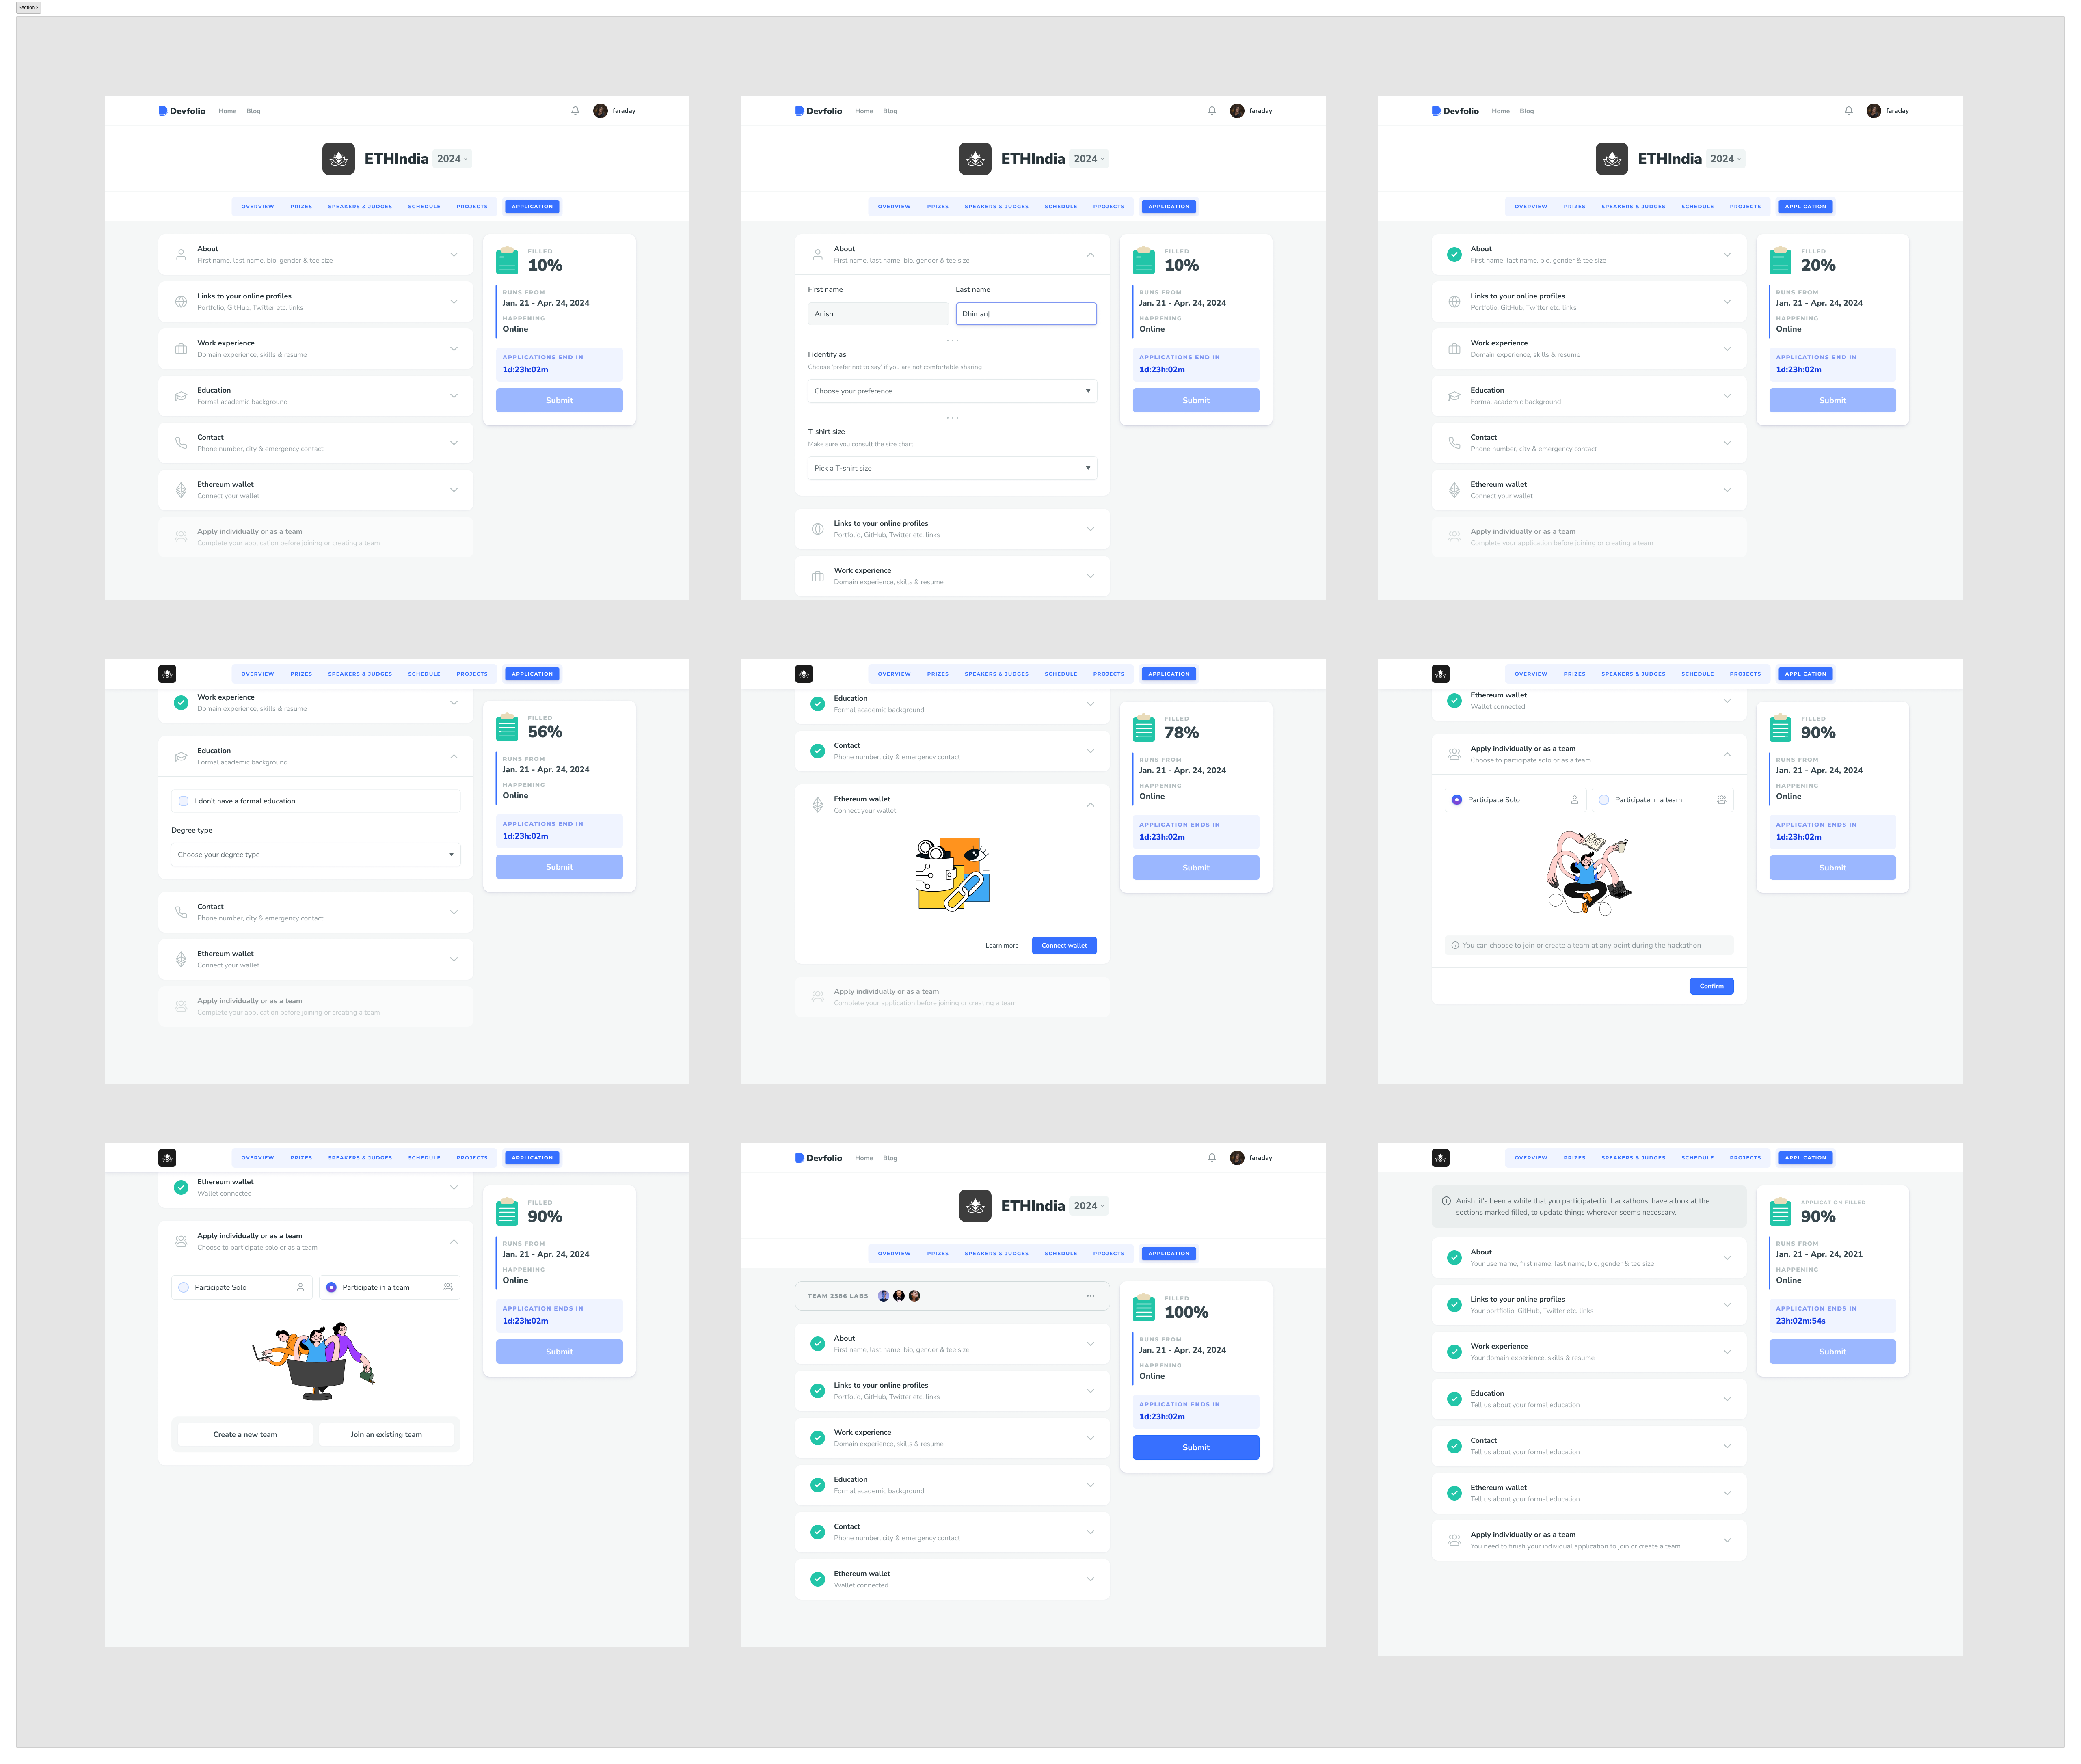 Section 2
Devfolio Home Blog faraday
ETHIndia 2024
OVERVIEW PRIZES SPEAKERS & JUDGES SCHEDULE PROJECTS APPLICATION
About
First name, last name, bio, gender & tee size
Links to your online profiles
Portfolio, GitHub, Twitter etc. links
Work experience
Domain experience, skills & resume
Education
Formal academic background
Contact
Phone number, city & emergency contact
Ethereum wallet
Connect your wallet
Apply individually or as a team
Complete your application before joining or creating a team
FILLED
10%
RUNS FROM
Jan. 21 - Apr. 24, 2024
HAPPENING
Online
APPLICATIONS END IN
1d:23h:02m
Submit
Devfolio Home Blog faraday
ETHIndia 2024
OVERVIEW PRIZES SPEAKERS & JUDGES SCHEDULE PROJECTS APPLICATION
About
First name, last name, bio, gender & tee size
First name Last name
Anish Dhiman
I identify as
Choose ‘prefer not to say’ if you are not comfortable sharing
Choose your preference
T-shirt size
Make sure you consult the size chart
Pick a T-shirt size
Links to your online profiles
Portfolio, GitHub, Twitter etc. links
Work experience
Domain experience, skills & resume
FILLED
10%
RUNS FROM
Jan. 21 - Apr. 24, 2024
HAPPENING
Online
APPLICATIONS END IN
1d:23h:02m
Submit
Devfolio Home Blog faraday
ETHIndia 2024
OVERVIEW PRIZES SPEAKERS & JUDGES SCHEDULE PROJECTS APPLICATION
About
First name, last name, bio, gender & tee size
Links to your online profiles
Portfolio, GitHub, Twitter etc. links
Work experience
Domain experience, skills & resume
Education
Formal academic background
Contact
Phone number, city & emergency contact
Ethereum wallet
Connect your wallet
Apply individually or as a team
Complete your application before joining or creating a team
FILLED
20%
RUNS FROM
Jan. 21 - Apr. 24, 2024
HAPPENING
Online
APPLICATIONS END IN
1d:23h:02m
Submit
OVERVIEW PRIZES SPEAKERS & JUDGES SCHEDULE PROJECTS APPLICATION
Work experience
Domain experience, skills & resume
Education
Formal academic background
I don’t have a formal education
Degree type
Choose your degree type
Contact
Phone number, city & emergency contact
Ethereum wallet
Connect your wallet
Apply individually or as a team
Complete your application before joining or creating a team
FILLED
56%
RUNS FROM
Jan. 21 - Apr. 24, 2024
HAPPENING
Online
APPLICATIONS END IN
1d:23h:02m
Submit
OVERVIEW PRIZES SPEAKERS & JUDGES SCHEDULE PROJECTS APPLICATION
Education
Formal academic background
Contact
Phone number, city & emergency contact
Ethereum wallet
Connect your wallet
Learn more Connect wallet
Apply individually or as a team
Complete your application before joining or creating a team
FILLED
78%
RUNS FROM
Jan. 21 - Apr. 24, 2024
HAPPENING
Online
APPLICATION ENDS IN
1d:23h:02m
Submit
OVERVIEW PRIZES SPEAKERS & JUDGES SCHEDULE PROJECTS APPLICATION
Ethereum wallet
Wallet connected
Apply individually or as a team
Choose to participate solo or as a team
Participate Solo Participate in a team
You can choose to join or create a team at any point during the hackathon
Confirm
FILLED
90%
RUNS FROM
Jan. 21 - Apr. 24, 2024
HAPPENING
Online
APPLICATION ENDS IN
1d:23h:02m
Submit
OVERVIEW PRIZES SPEAKERS & JUDGES SCHEDULE PROJECTS APPLICATION
Ethereum wallet
Wallet connected
Apply individually or as a team
Choose to participate solo or as a team
Participate Solo Participate in a team
Create a new team Join an existing team
FILLED
90%
RUNS FROM
Jan. 21 - Apr. 24, 2024
HAPPENING
Online
APPLICATION ENDS IN
1d:23h:02m
Submit
Devfolio Home Blog faraday
ETHIndia 2024
OVERVIEW PRIZES SPEAKERS & JUDGES SCHEDULE PROJECTS APPLICATION
TEAM 2586 LABS
About
First name, last name, bio, gender & tee size
Links to your online profiles
Portfolio, GitHub, Twitter etc. links
Work experience
Domain experience, skills & resume
Education
Formal academic background
Contact
Phone number, city & emergency contact
Ethereum wallet
Wallet connected
FILLED
100%
RUNS FROM
Jan. 21 - Apr. 24, 2024
HAPPENING
Online
APPLICATION ENDS IN
1d:23h:02m
Submit
OVERVIEW PRIZES SPEAKERS & JUDGES SCHEDULE PROJECTS APPLICATION
Anish, it’s been a while that you participated in hackathons, have a look at the
sections marked filled, to update things wherever seems necessary.
About
Your username, first name, last name, bio, gender & tee size
Links to your online profiles
Your portfiolio, GitHub, Twitter etc. links
Work experience
Your domain experience, skills & resume
Education
Tell us about your formal education
Contact
Tell us about your formal education
Ethereum wallet
Tell us about your formal education
Apply individually or as a team
You need to finish your individual application to join or create a team
APPLICATION FILLED
90%
RUNS FROM
Jan. 21 - Apr. 24, 2021
HAPPENING
Online
APPLICATION ENDS IN
23h:02m:54s
Submit